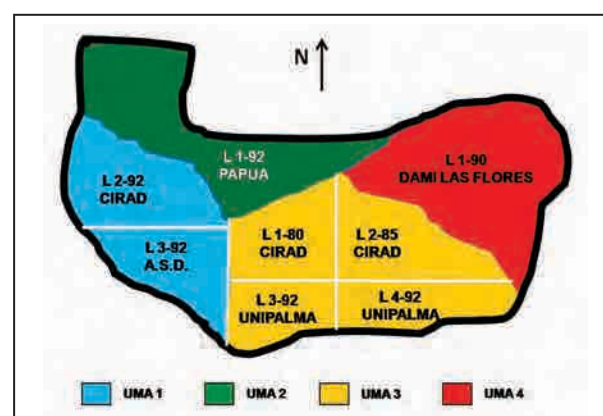 N
L 1-92
PAPUA
L 1-90
DAMI LAS FLORES
L 2-92
CIRAD
L 3-92
A.S.D.
L 1-80
CIRAD
L 2-85
CIRAD
L 3-92
UNIPALMA
L 4-92
UNIPALMA
UMA 1
UMA 2
UMA 3
UMA 4